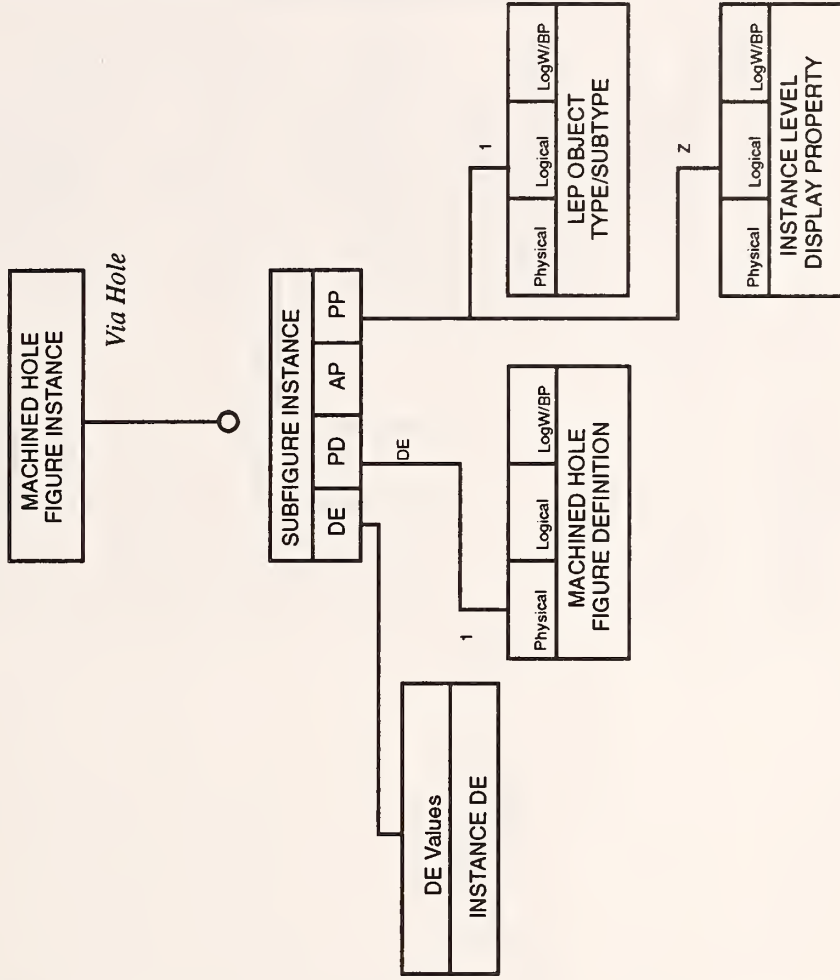 MACHINED HOLE
FIGURE INSTANCE
Via Hole
SUBFIGURE INSTANCE
DE PD AP PP
DE
DE Values
INSTANCE DE
1
Physical Logical LogW/BP
MACHINED HOLE
FIGURE DEFINITION
1
Physical Logical LogW/BP
LEP OBJECT
TYPE/SUBTYPE
Z
Physical Logical LogW/BP
INSTANCE LEVEL
DISPLAY PROPERTY